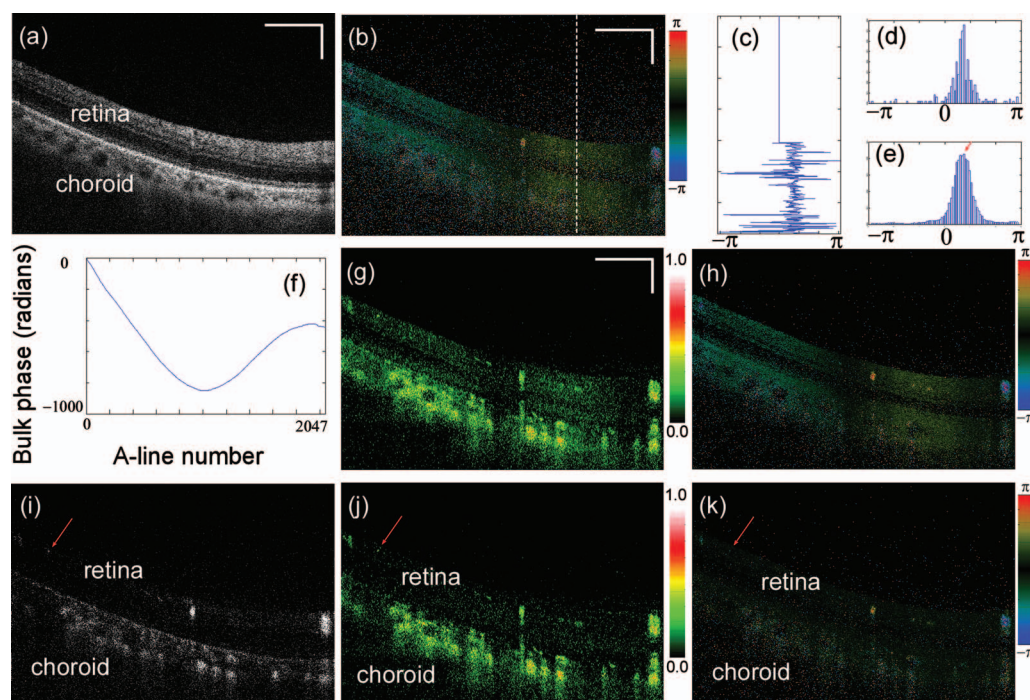 (a)
retina
choroid
(b)
π
−π
(c)
−π
π
(d)
−π
0
π
(e)
−π
0
π
Bulk phase (radians)
0
−1000
(f)
0
2047
A-line number
(g)
1.0
0.0
(h)
π
−π
(i)
retina
choroid
(j)
retina
choroid
1.0
0.0
(k)
retina
choroid
π
−π